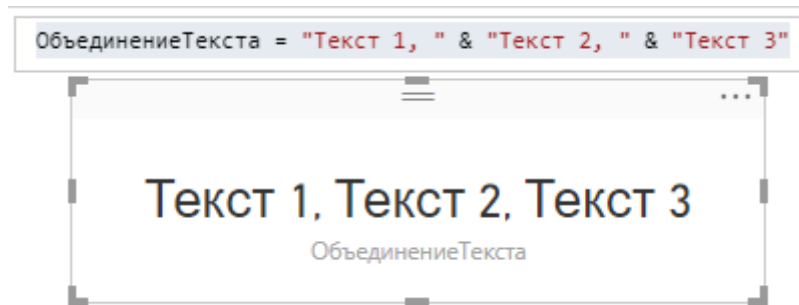 ОбъединениеТекста = "Текст 1, " & "Текст 2, " & "Текст 3"
Текст 1, Текст 2, Текст 3
ОбъединениеТекста